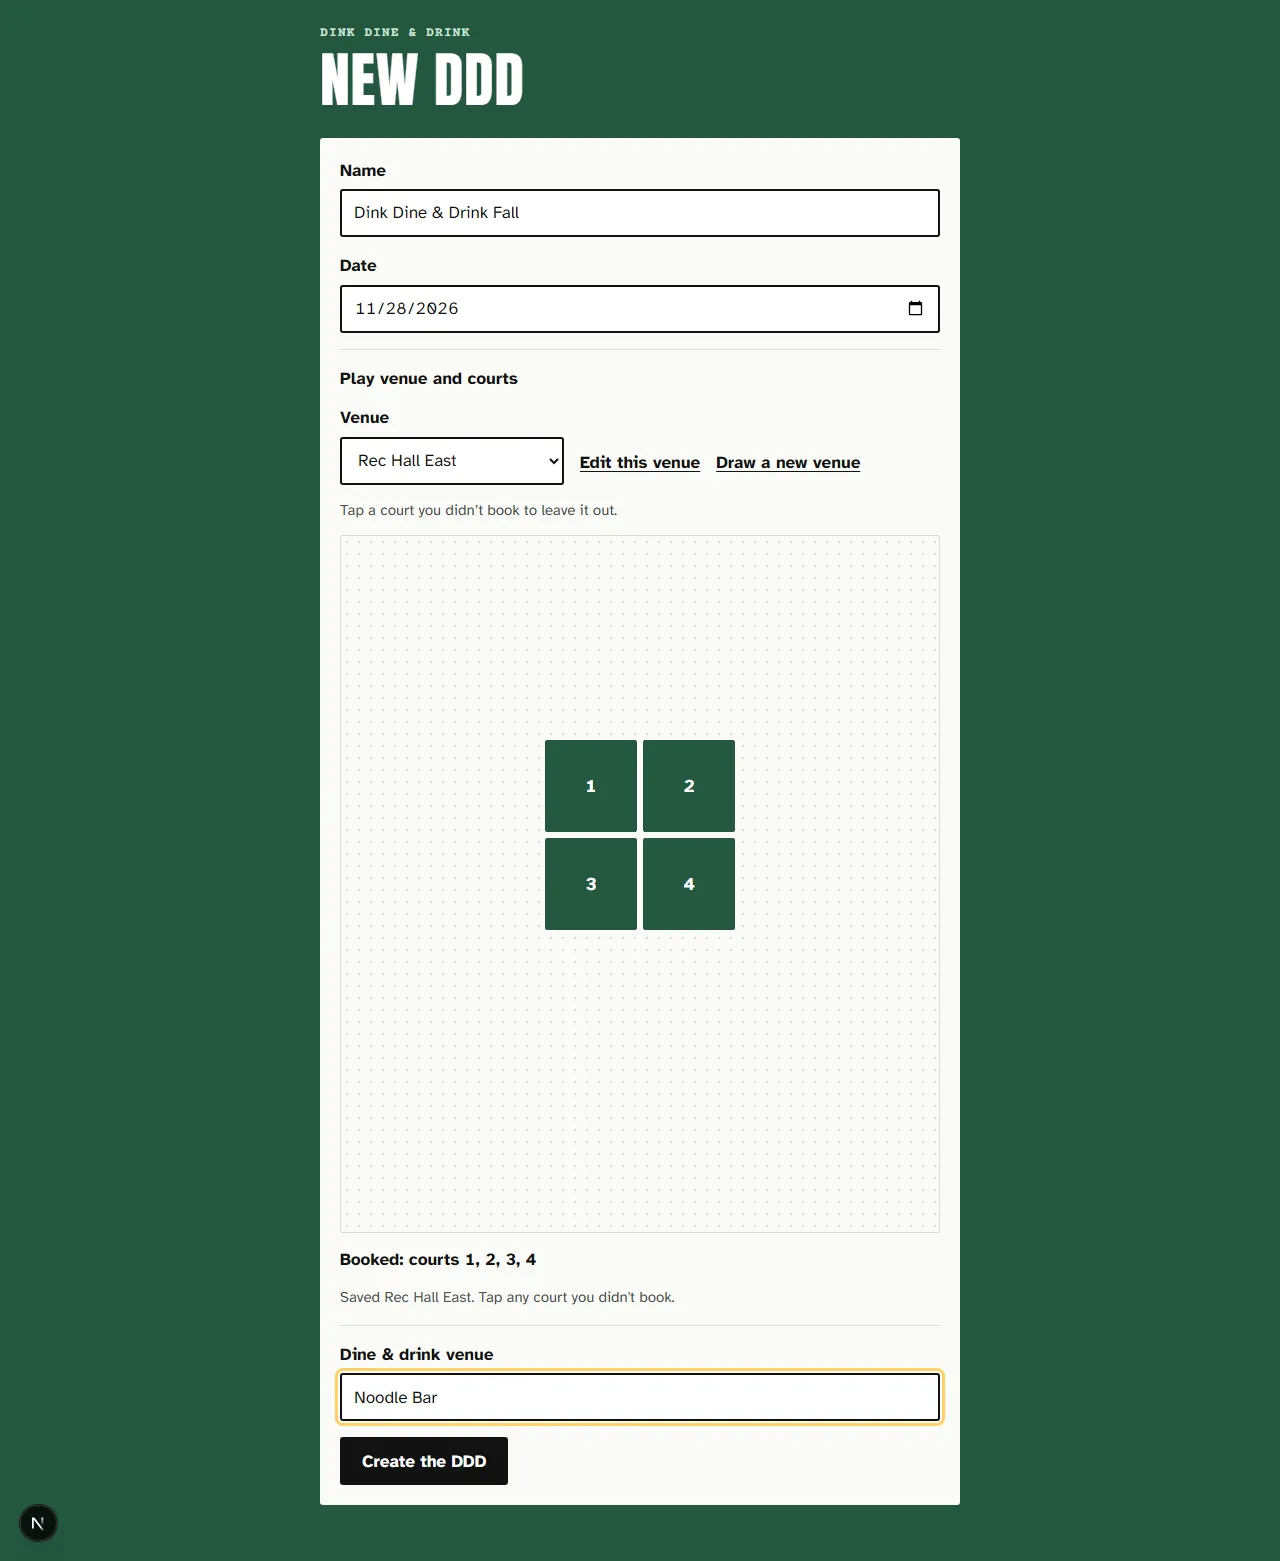 DINK DINE & DRINK
NEW DDD
Name
Dink Dine & Drink Fall
Date
11/28/2026
Play venue and courts
Venue
Rec Hall East Edit this venue Draw a new venue
Tap a court you didn’t book to leave it out.
1 2
3 4
Booked: courts 1, 2, 3, 4
Saved Rec Hall East. Tap any court you didn't book.
Dine & drink venue
Noodle Bar
Create the DDD
N